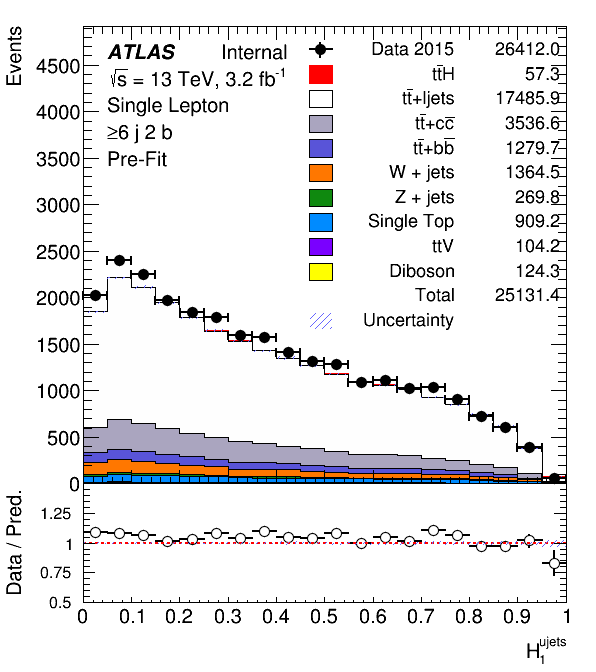 Events
ATLAS Internal
√s = 13 TeV, 3.2 fb⁻¹
Single Lepton
≥6 j 2 b
Pre-Fit
Data 2015 26412.0
tt̅H 57.3
tt̅+ljets 17485.9
tt̅+cc̅ 3536.6
tt̅+bb̅ 1279.7
W + jets 1364.5
Z + jets 269.8
Single Top 909.2
ttV 104.2
Diboson 124.3
Total 25131.4
Uncertainty
4500
4000
3500
3000
2500
2000
1500
1000
500
0
Data / Pred.
1.25
1
0.75
0.5
0 0.1 0.2 0.3 0.4 0.5 0.6 0.7 0.8 0.9 1
H₁ᵘʲᵉᵗˢ